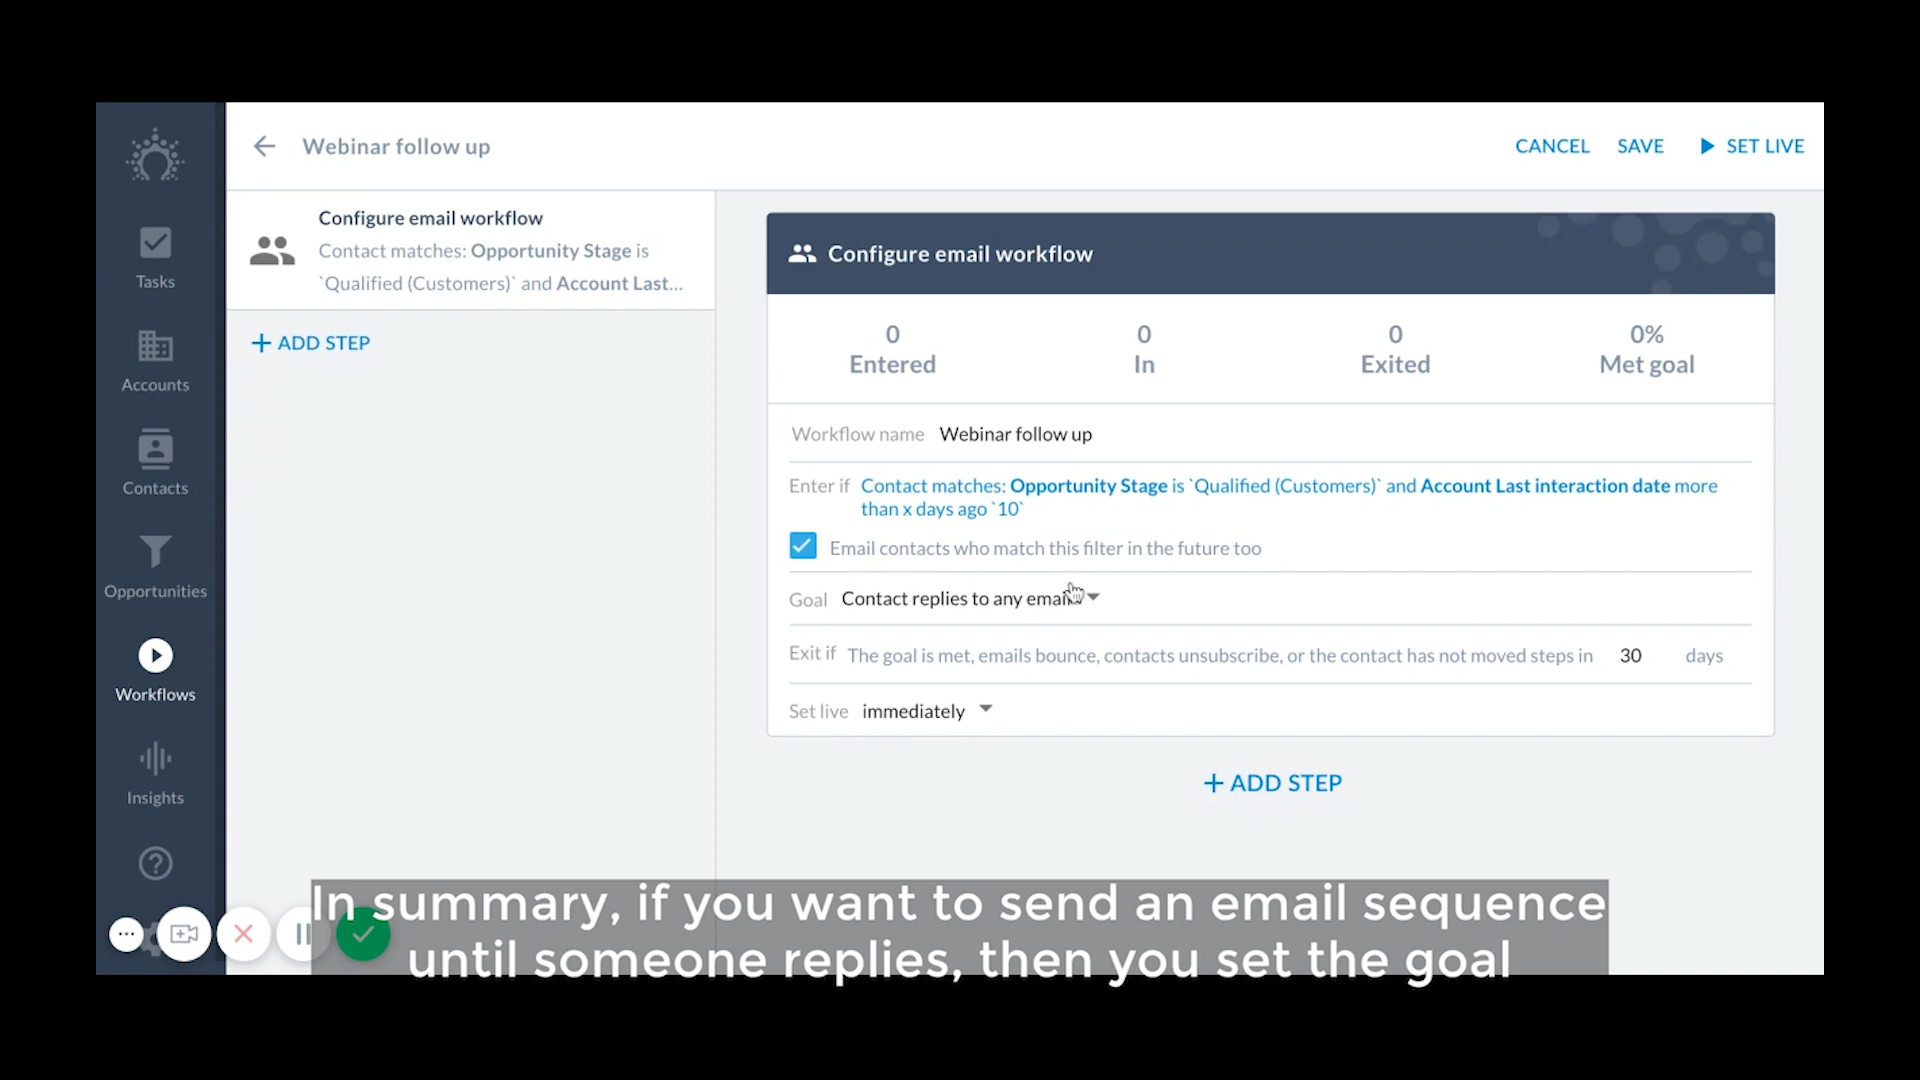 Webinar follow up
CANCEL
SAVE
SET LIVE
Tasks
Accounts
Contacts
Opportunities
Workflows
Insights
Configure email workflow
Contact matches: Opportunity Stage is
`Qualified (Customers)` and Account Last...
+ ADD STEP
Configure email workflow
0
Entered
0
In
0
Exited
0%
Met goal
Workflow name Webinar follow up
Enter if Contact matches: Opportunity Stage is `Qualified (Customers)` and Account Last interaction date more
than x days ago `10`
Email contacts who match this filter in the future too
Goal Contact replies to any email
Exit if The goal is met, emails bounce, contacts unsubscribe, or the contact has not moved steps in 30 days
Set live immediately
+ ADD STEP
In summary, if you want to send an email sequence
until someone replies, then you set the goal